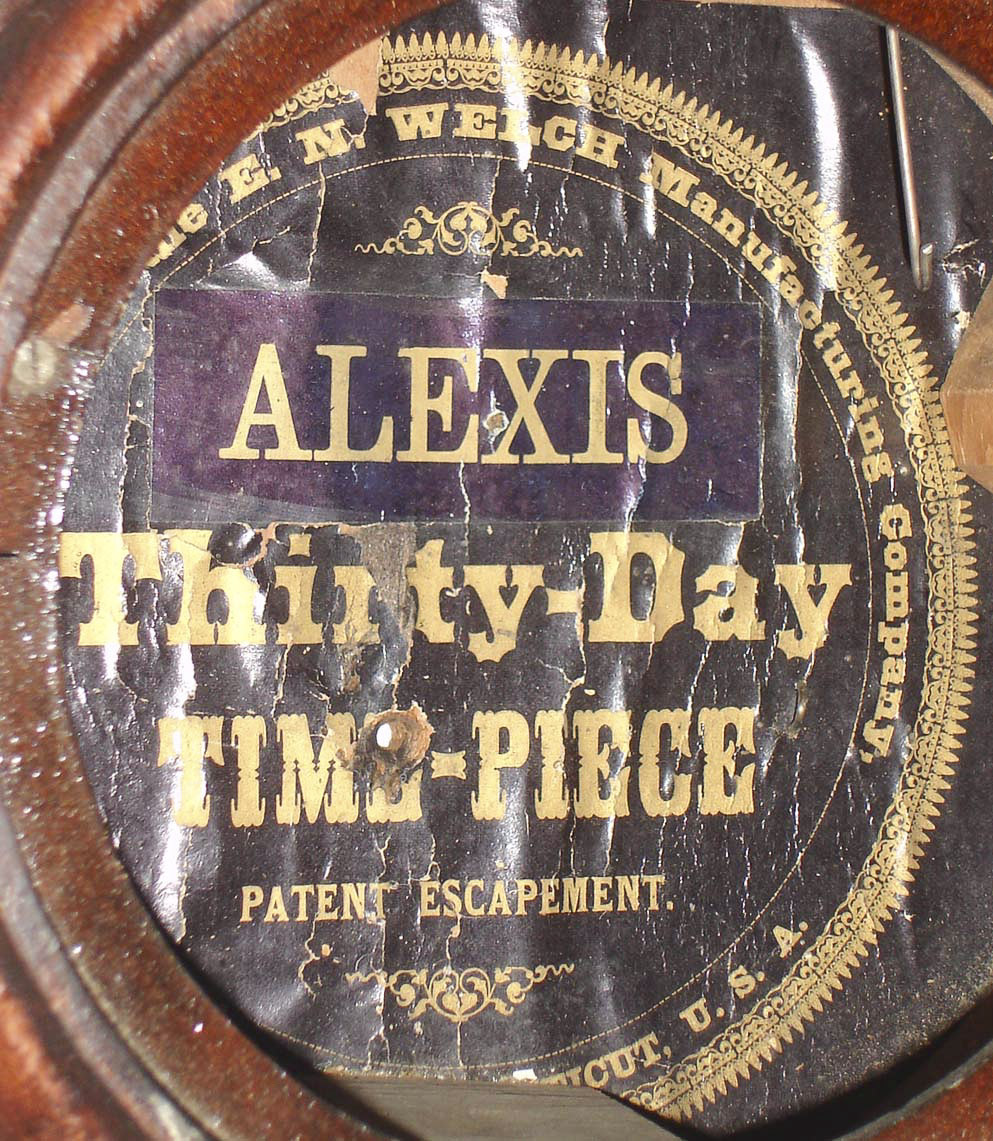 E. N. WELCH Manufacturing Company,
ALEXIS
Thirty-Day
TIME-PIECE
PATENT ESCAPEMENT.
U. S. A.